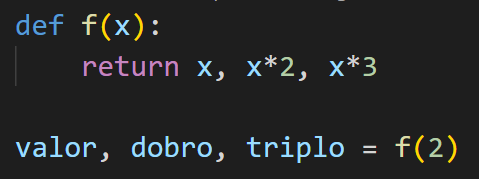 def f(x):
    return x, x*2, x*3
valor, dobro, triplo = f(2)